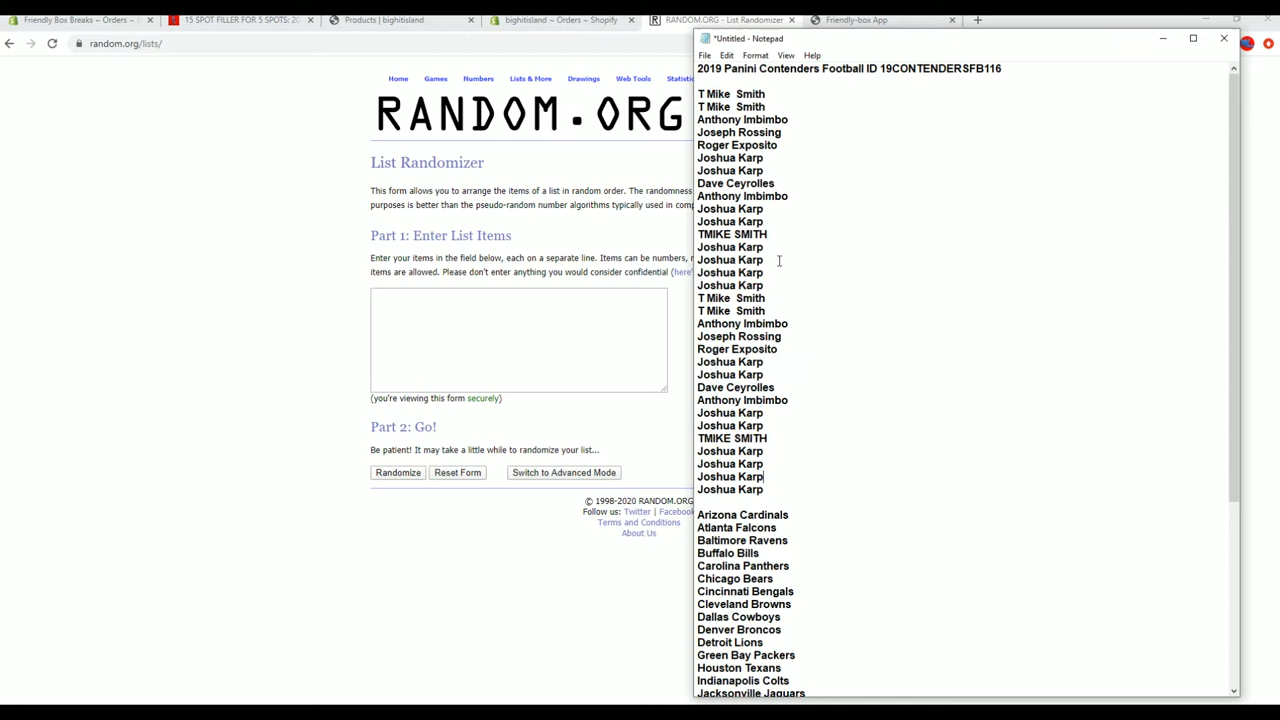 Friendly Box Breaks ~ Orders ~ S
15 SPOT FILLER FOR 5 SPOTS: 20
Products | bighitisland
bighitisland ~ Orders ~ Shopify
RANDOM.ORG - List Randomizer
Friendly-box App
random.org/lists/
*Untitled - Notepad
File Edit Format View Help
Home Games Numbers Lists & More Drawings Web Tools Statistic
RANDOM.ORG
List Randomizer
This form allows you to arrange the items of a list in random order. The randomness
purposes is better than the pseudo-random number algorithms typically used in comp
Part 1: Enter List Items
Enter your items in the field below, each on a separate line. Items can be numbers, n
items are allowed. Please don't enter anything you would consider confidential (here'
(you're viewing this form securely)
Part 2: Go!
Be patient! It may take a little while to randomize your list...
Randomize Reset Form Switch to Advanced Mode
© 1998-2020 RANDOM.ORG
Follow us: Twitter | Facebook
Terms and Conditions
About Us
2019 Panini Contenders Football ID 19CONTENDERSFB116
T Mike Smith
T Mike Smith
Anthony Imbimbo
Joseph Rossing
Roger Exposito
Joshua Karp
Joshua Karp
Dave Ceyrolles
Anthony Imbimbo
Joshua Karp
Joshua Karp
TMIKE SMITH
Joshua Karp
Joshua Karp
Joshua Karp
Joshua Karp
T Mike Smith
T Mike Smith
Anthony Imbimbo
Joseph Rossing
Roger Exposito
Joshua Karp
Joshua Karp
Dave Ceyrolles
Anthony Imbimbo
Joshua Karp
Joshua Karp
TMIKE SMITH
Joshua Karp
Joshua Karp
Joshua Karp
Joshua Karp
Arizona Cardinals
Atlanta Falcons
Baltimore Ravens
Buffalo Bills
Carolina Panthers
Chicago Bears
Cincinnati Bengals
Cleveland Browns
Dallas Cowboys
Denver Broncos
Detroit Lions
Green Bay Packers
Houston Texans
Indianapolis Colts
Jacksonville Jaguars